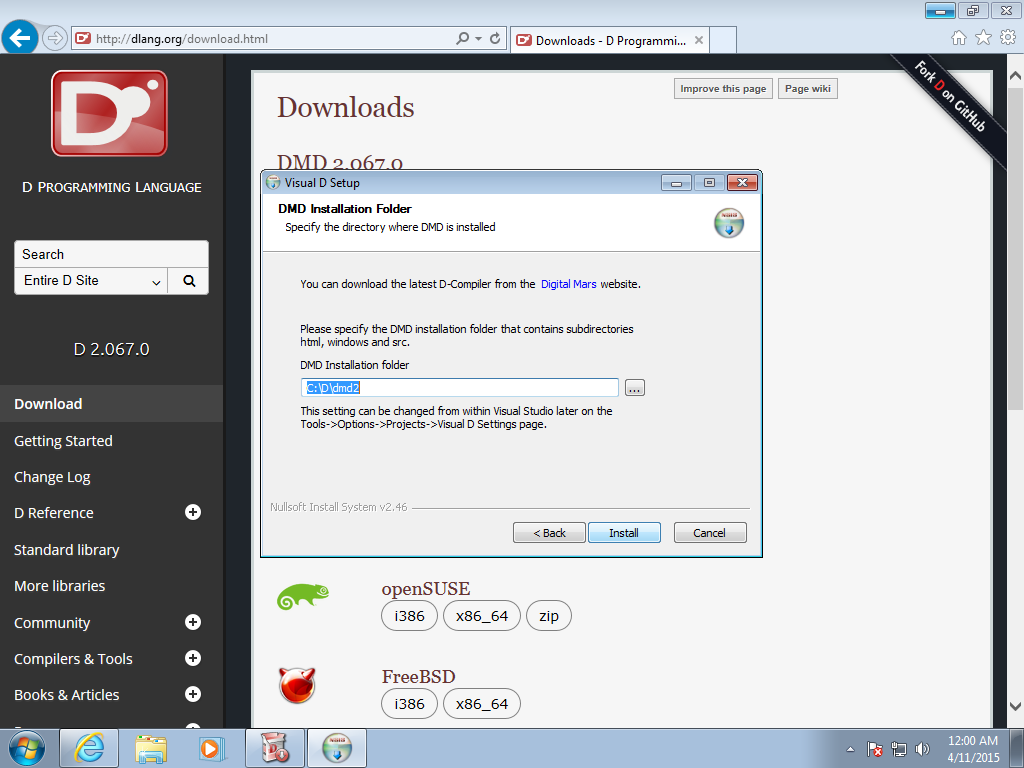 http://dlang.org/download.html
Downloads - D Programmi...
D PROGRAMMING LANGUAGE
Search
Entire D Site
D 2.067.0
Download
Getting Started
Change Log
D Reference
Standard library
More libraries
Community
Compilers & Tools
Books & Articles
Improve this page
Page wiki
Fork D on GitHub
Downloads
DMD 2.067.0
Visual D Setup
DMD Installation Folder
Specify the directory where DMD is installed
You can download the latest D-Compiler from the Digital Mars website.
Please specify the DMD installation folder that contains subdirectories
html, windows and src.
DMD Installation folder
C:\D\dmd2
...
This setting can be changed from within Visual Studio later on the
Tools->Options->Projects->Visual D Settings page.
Nullsoft Install System v2.46
< Back
Install
Cancel
openSUSE
i386
x86_64
zip
FreeBSD
i386
x86_64
12:00 AM
4/11/2015